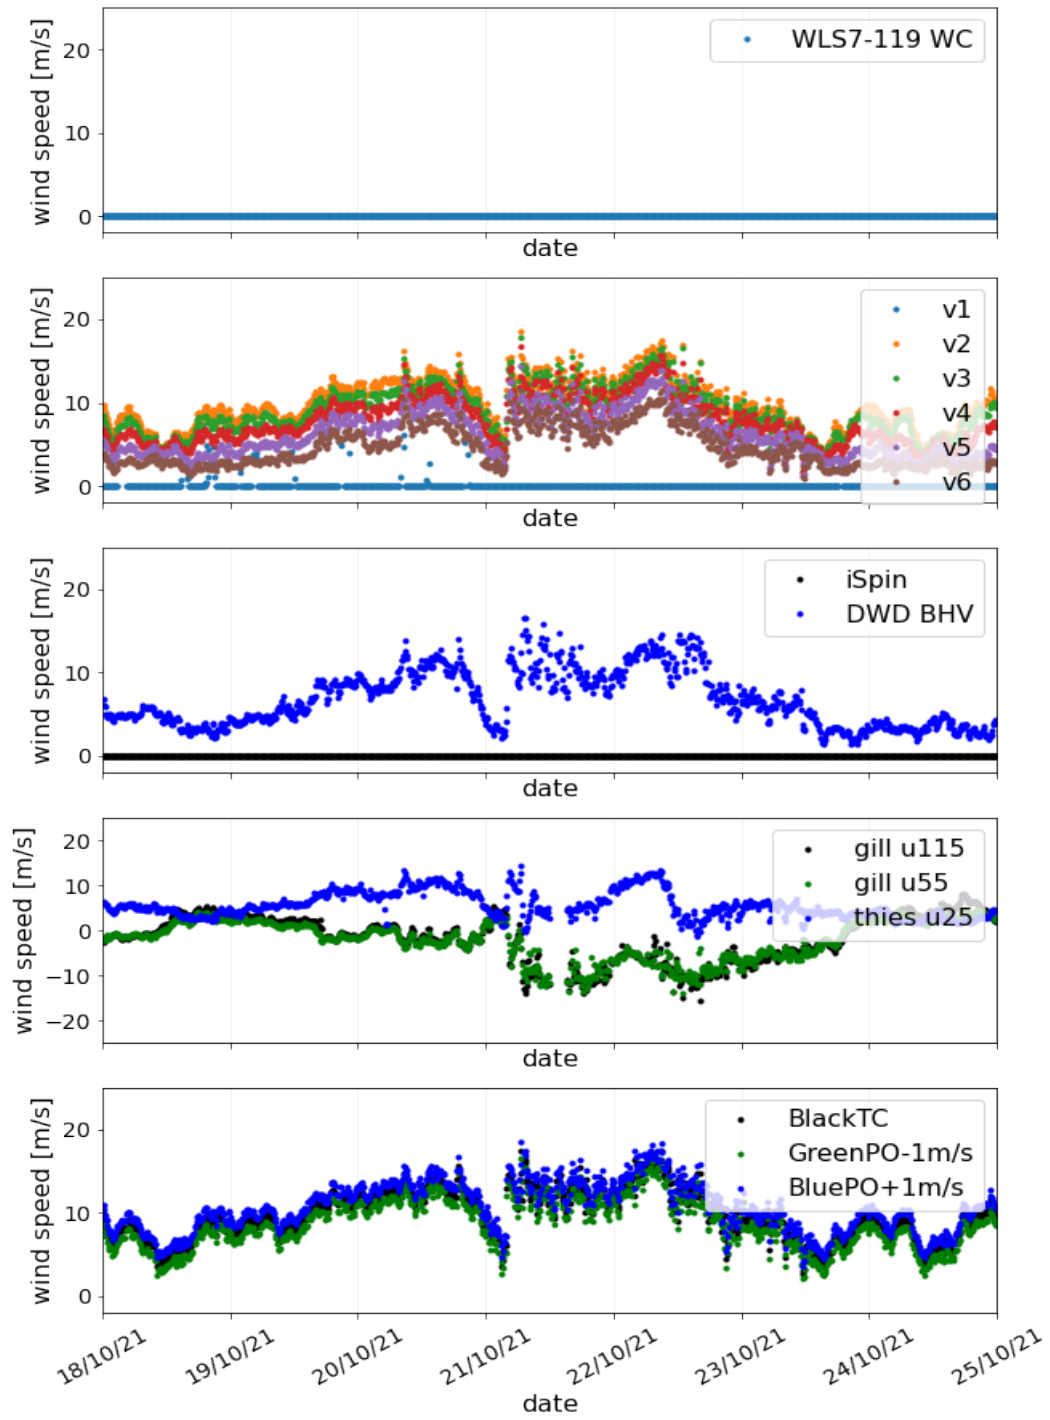 wind speed [m/s]
20
10
0
WLS7-119 WC
date
wind speed [m/s]
20
10
0
v1
v2
v3
v4
v5
v6
date
wind speed [m/s]
20
10
0
iSpin
DWD BHV
date
wind speed [m/s]
20
10
0
−10
−20
gill u115
gill u55
thies u25
date
wind speed [m/s]
20
10
0
BlackTC
GreenPO-1m/s
BluePO+1m/s
18/10/21
19/10/21
20/10/21
21/10/21
22/10/21
23/10/21
24/10/21
25/10/21
date